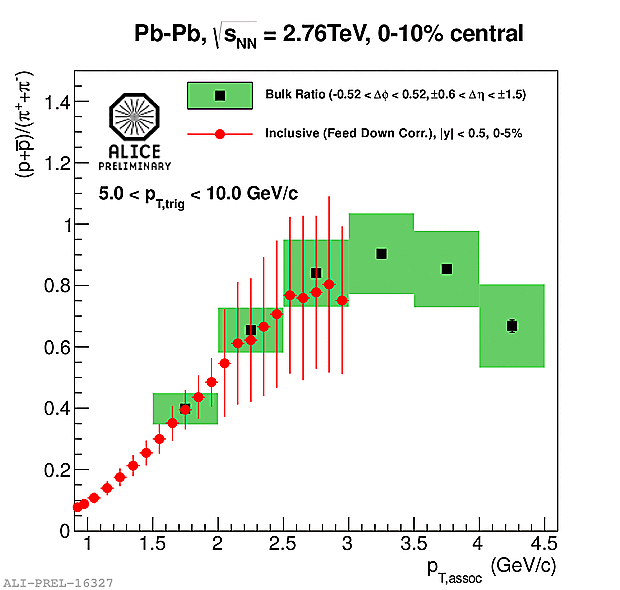 Pb-Pb, √sNN = 2.76TeV, 0-10% central
(p+p̅)/(π⁺+π⁻)
Bulk Ratio (-0.52 < Δϕ < 0.52,±0.6 < Δη < ±1.5)
Inclusive (Feed Down Corr.), |y| < 0.5, 0-5%
ALICE
PRELIMINARY
5.0 < pT,trig < 10.0 GeV/c
1.4
1.2
1
0.8
0.6
0.4
0.2
0
1 1.5 2 2.5 3 3.5 4 4.5
pT,assoc (GeV/c)
ALI-PREL-16327